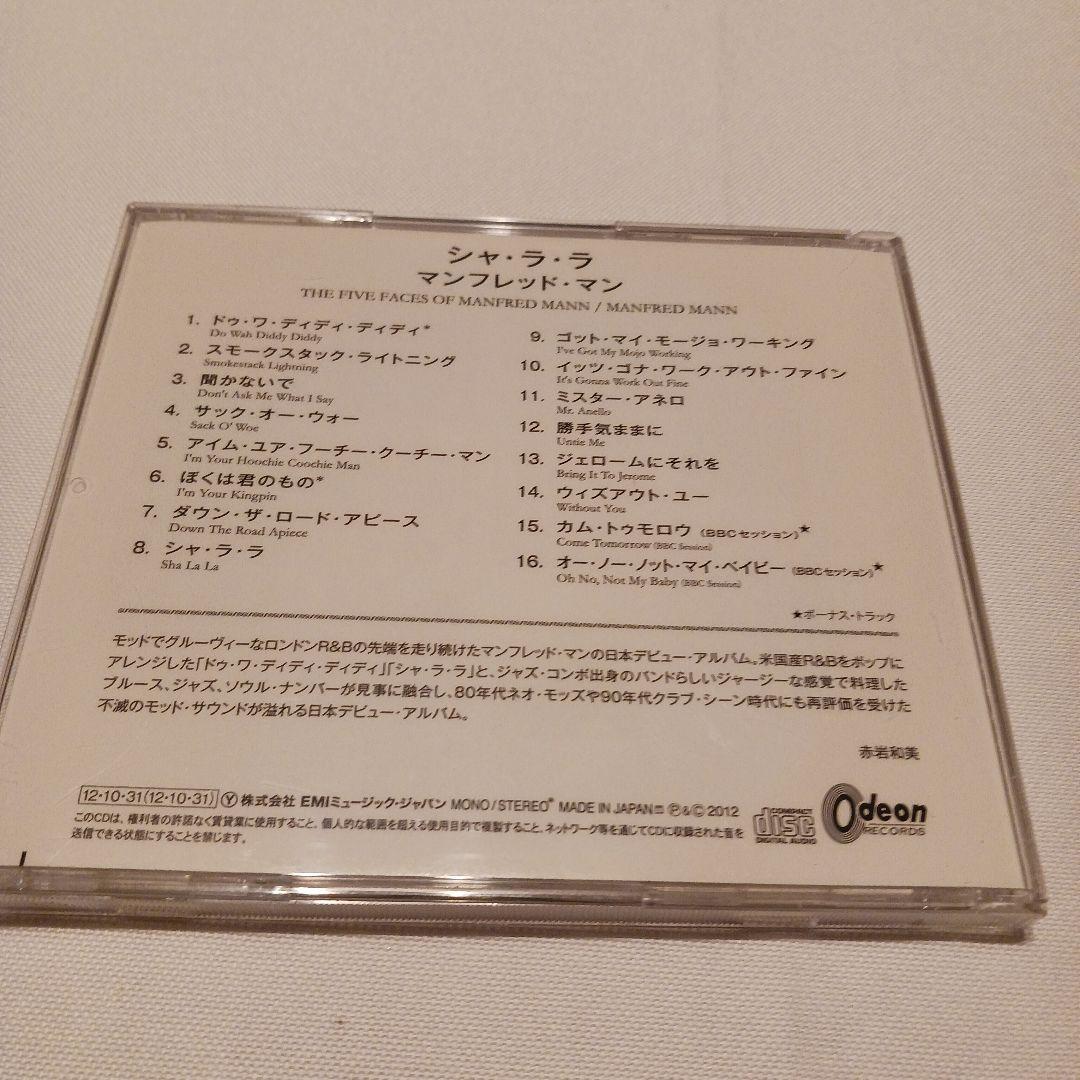 シャ・ラ・ラ
マンフレッド・マン
THE FIVE FACES OF MANFRED MANN / MANFRED MANN
1. ドゥ・ワ・ディディ・ディディ*
Do Wah Diddy Diddy
2. スモークスタック・ライトニング
Smokestack Lightning
3. 聞かないで
Don't Ask Me What I Say
4. サック・オー・ウォー
Sack O' Woe
5. アイム・ユア・フーチー・クーチー・マン
I'm Your Hoochie Coochie Man
6. ぼくは君のもの*
I'm Your Kingpin
7. ダウン・ザ・ロード・アピース
Down The Road Apiece
8. シャ・ラ・ラ
Sha La La
9. ゴット・マイ・モージョ・ワーキング
I've Got My Mojo Working
10. イッツ・ゴナ・ワーク・アウト・ファイン
It's Gonna Work Out Fine
11. ミスター・アネロ
Mr. Anello
12. 勝手気ままに
Untie Me
13. ジェロームにそれを
Bring It To Jerome
14. ウィズアウト・ユー
Without You
15. カム・トゥモロウ (BBCセッション)★
Come Tomorrow (BBC Session)
16. オー・ノー・ノット・マイ・ベイビー (BBCセッション)★
Oh No, Not My Baby (BBC Session)
★ボーナス・トラック
モッドでグルーヴィーなロンドンR&Bの先端を走り続けたマンフレッド・マンの日本デビュー・アルバム。米国産R&Bをポップに
アレンジした「ドゥ・ワ・ディディ・ディディ」「シャ・ラ・ラ」と、ジャズ・コンボ出身のバンドらしいジャージーな感覚で料理した
ブルース、ジャズ、ソウル・ナンバーが見事に融合し、80年代ネオ・モッズや90年代クラブ・シーン時代にも再評価を受けた
不滅のモッド・サウンドが溢れる日本デビュー・アルバム。
赤岩和美
12・10・31(12・10・31) Ⓨ 株式会社 EMIミュージック・ジャパン MONO/STEREO* MADE IN JAPAN ℗&© 2012
このCDは、権利者の許諾なく賃貸業に使用すること、個人的な範囲を超える使用目的で複製すること、ネットワーク等を通じてCDに収録された音を
送信できる状態にすることを禁じます。
COMPACT
disc
DIGITAL AUDIO
Odeon
RECORDS